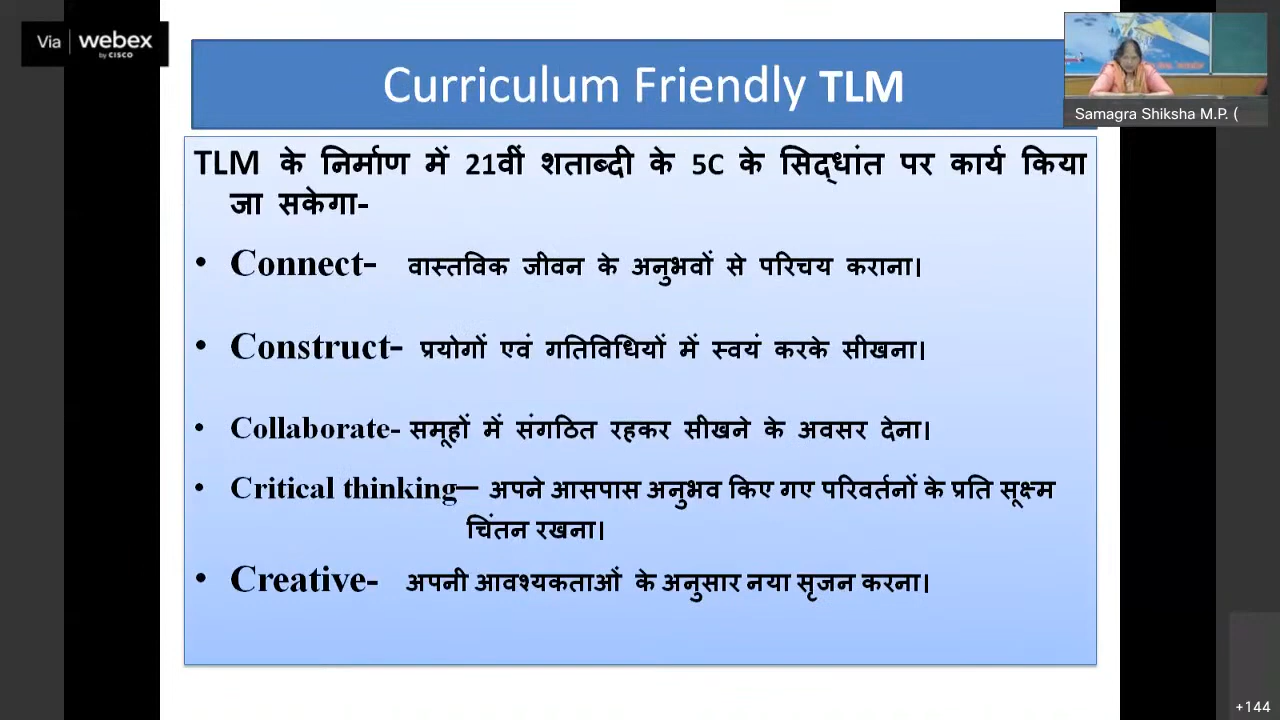 Via webex
by CISCO
Curriculum Friendly TLM
Samagra Shiksha M.P. (
TLM के निर्माण में 21वीं शताब्दी के 5C के सिद्धांत पर कार्य किया
जा सकेगा-
• Connect- वास्तविक जीवन के अनुभवों से परिचय कराना।
• Construct- प्रयोगों एवं गतिविधियों में स्वयं करके सीखना।
• Collaborate- समूहों में संगठित रहकर सीखने के अवसर देना।
• Critical thinking– अपने आसपास अनुभव किए गए परिवर्तनों के प्रति सूक्ष्म
चिंतन रखना।
• Creative- अपनी आवश्यकताओं के अनुसार नया सृजन करना।
+144